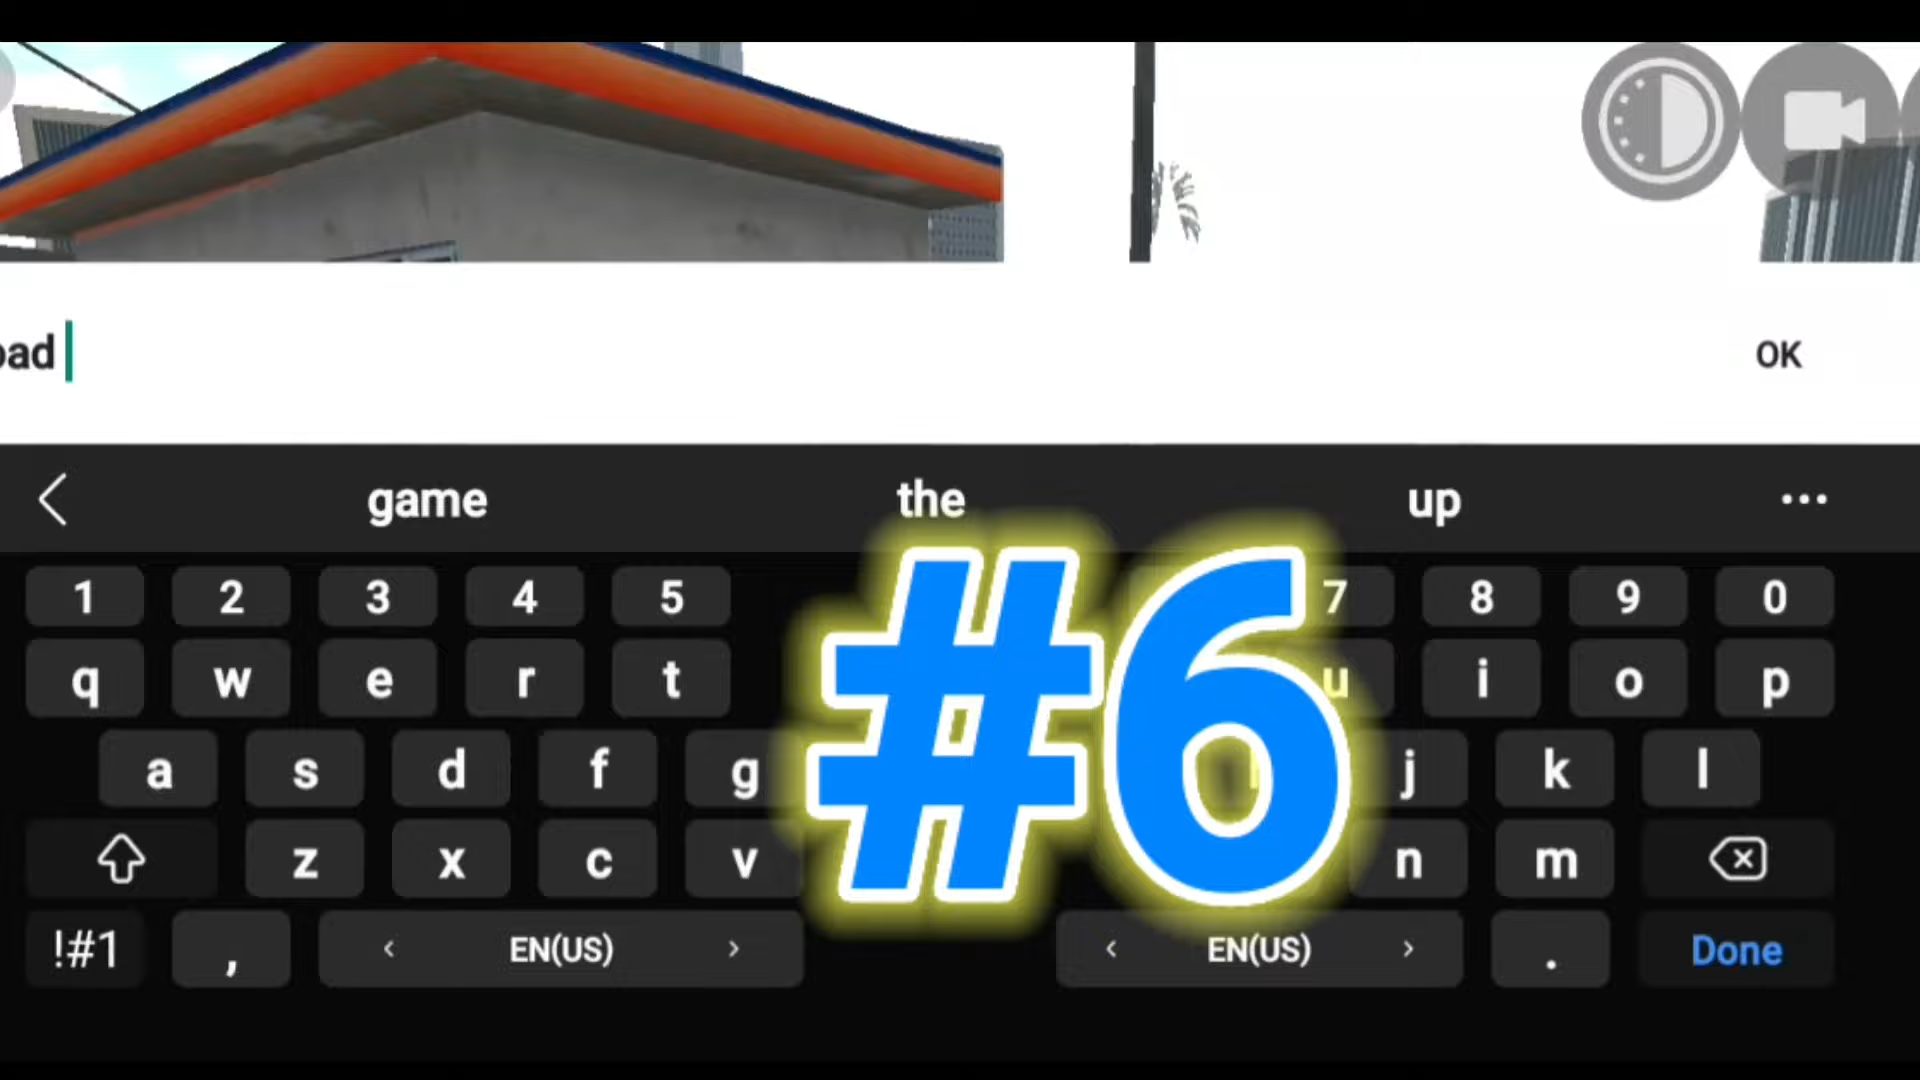 OK
game the up
#6
1 2 3 4 5 7 8 9 0
q w e r t u i o p
a s d f g j k l
z x c v n m
!#1 , < EN(US) > < EN(US) > . Done